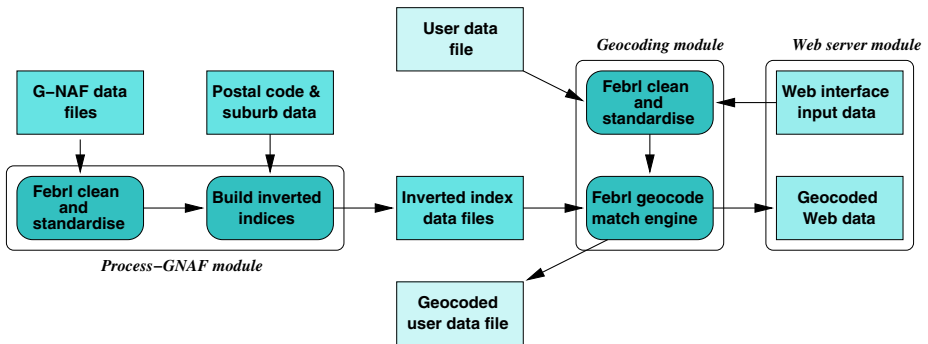 User data
file
Geocoding module
Web server module
G−NAF data
files
Postal code &
suburb data
Febrl clean
and
standardise
Web interface
input data
Febrl clean
and
standardise
Build inverted
indices
Inverted index
data files
Febrl geocode
match engine
Geocoded
Web data
Process−GNAF module
Geocoded
user data file